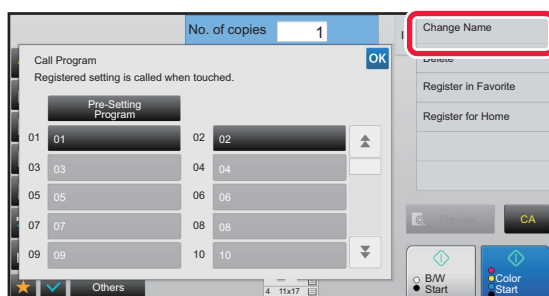 No. of copies 1
Change Name
Call Program
OK
Delete
Registered setting is called when touched.
Register in Favorite
Pre-Setting
Program
Register for Home
01 01 02 02
03 03 04 04
05 05 06 06
07 07 08 08
Preview CA
09 09 10 10
B/W
Start
Color
Start
Others
4 11x17